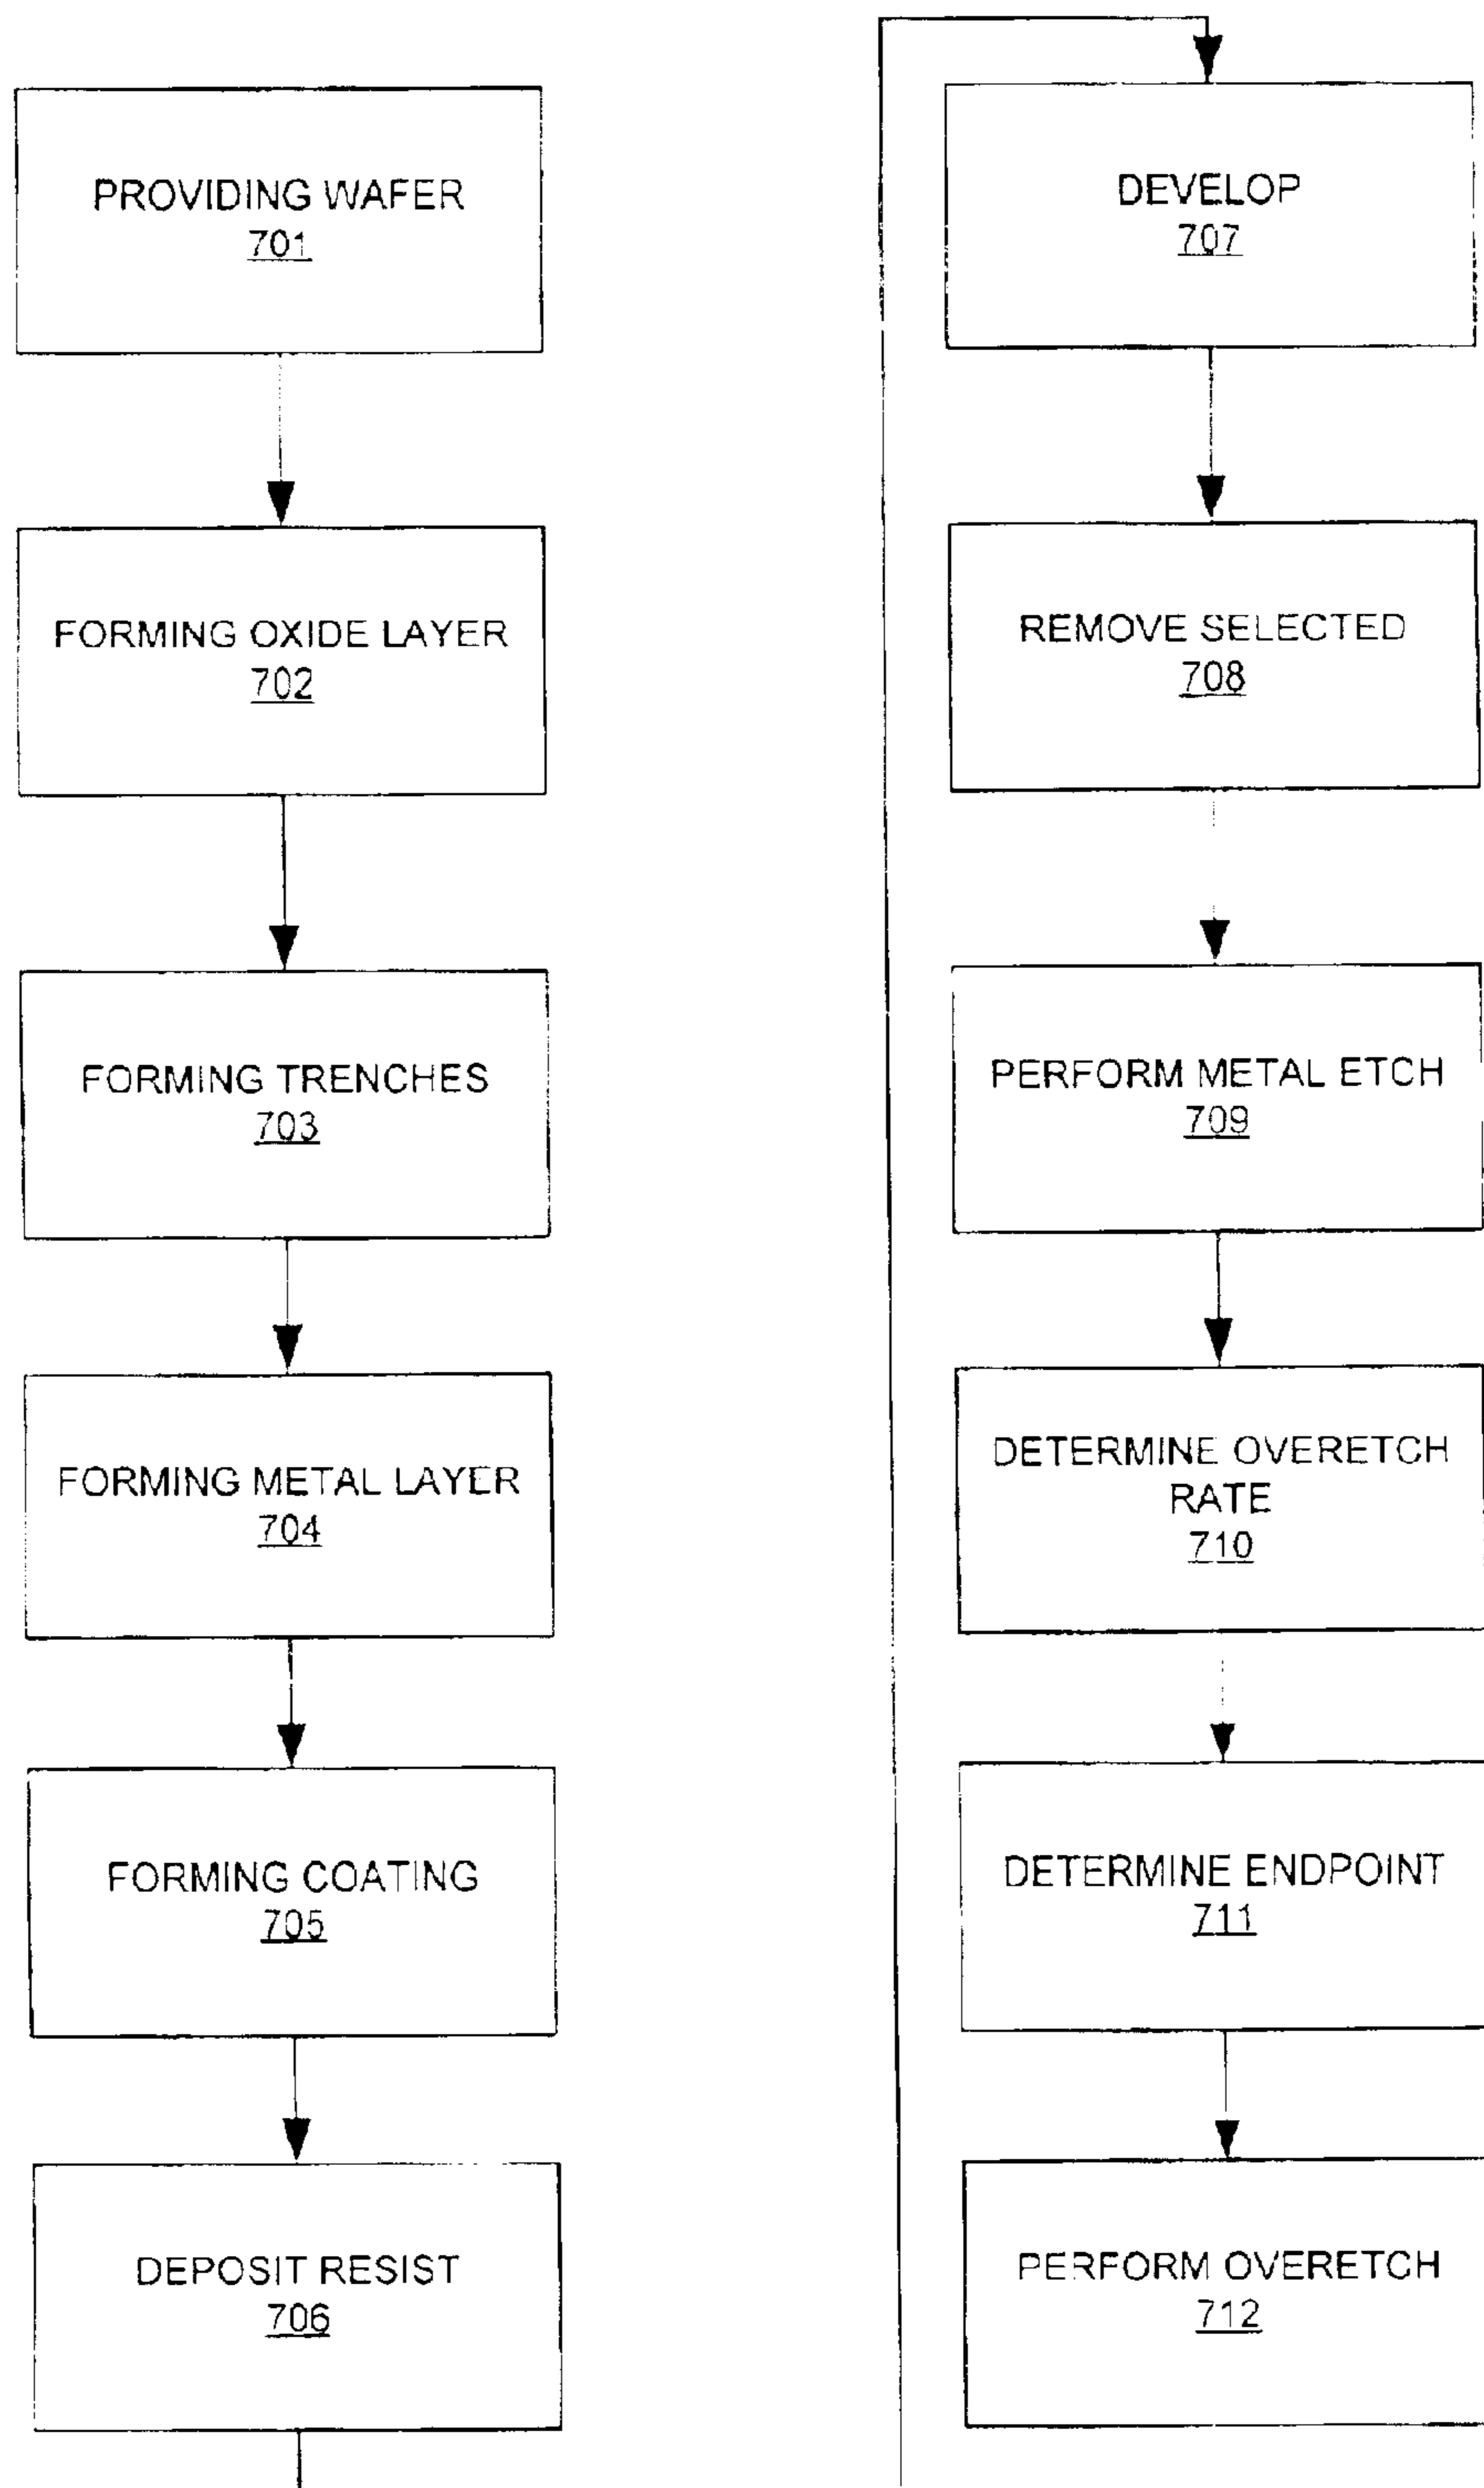 PROVIDING WAFER
701
FORMING OXIDE LAYER
702
FORMING TRENCHES
703
FORMING METAL LAYER
704
FORMING COATING
705
DEPOSIT RESIST
706
DEVELOP
707
REMOVE SELECTED
708
PERFORM METAL ETCH
709
DETERMINE OVERETCH
RATE
710
DETERMINE ENDPOINT
711
PERFORM OVERETCH
712